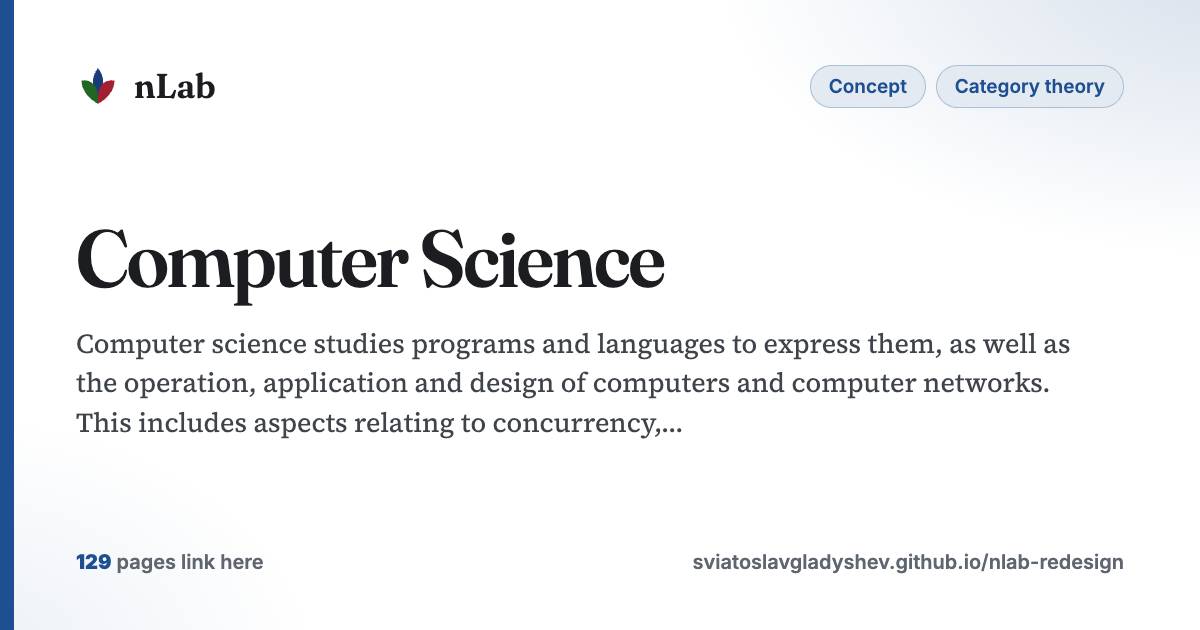 nLab
Concept
Category theory
Computer Science
Computer science studies programs and languages to express them, as well as
the operation, application and design of computers and computer networks.
This includes aspects relating to concurrency,...
129 pages link here
sviatoslavgladyshev.github.io/nlab-redesign